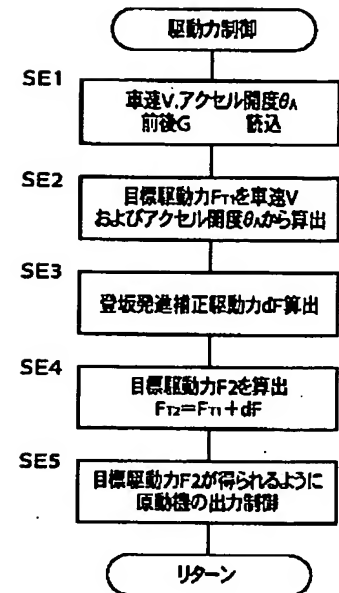 駆動力制御
SE1
車速V.アクセル開度θA
前後G 読込
SE2
目標駆動力FT1を車速V
およびアクセル開度θAから算出
SE3
登坂発進補正駆動力dF算出
SE4
目標駆動力F2を算出
FT2=FT1+dF
SE5
目標駆動力F2が得られるように
原動機の出力制御
リターン